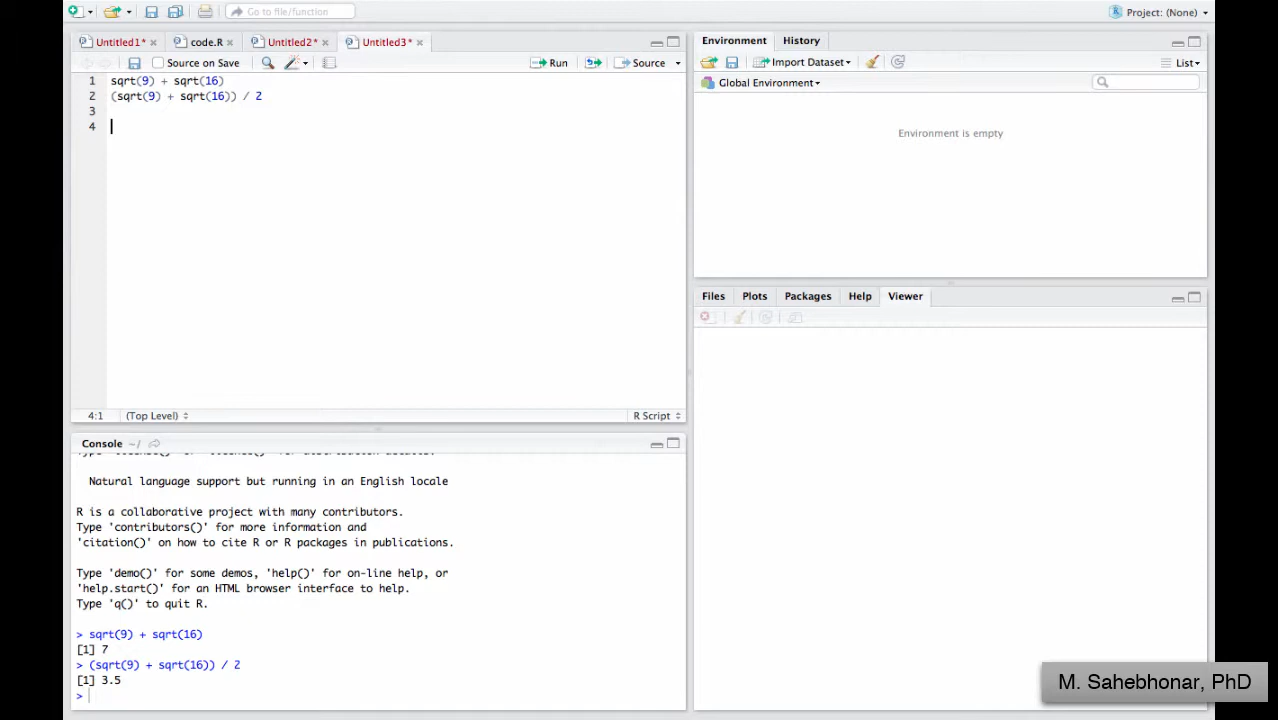 Go to file/function
Project: (None)
Untitled1* code.R Untitled2* Untitled3*
Source on Save
Run
Source
1 sqrt(9) + sqrt(16)
2 (sqrt(9) + sqrt(16)) / 2
3
4
4:1 (Top Level) R Script
Console ~/
Natural language support but running in an English locale
R is a collaborative project with many contributors.
Type 'contributors()' for more information and
'citation()' on how to cite R or R packages in publications.
Type 'demo()' for some demos, 'help()' for on-line help, or
'help.start()' for an HTML browser interface to help.
Type 'q()' to quit R.
> sqrt(9) + sqrt(16)
[1] 7
> (sqrt(9) + sqrt(16)) / 2
[1] 3.5
>
Environment History
Import Dataset List
Global Environment
Environment is empty
Files Plots Packages Help Viewer
M. Sahebhonar, PhD